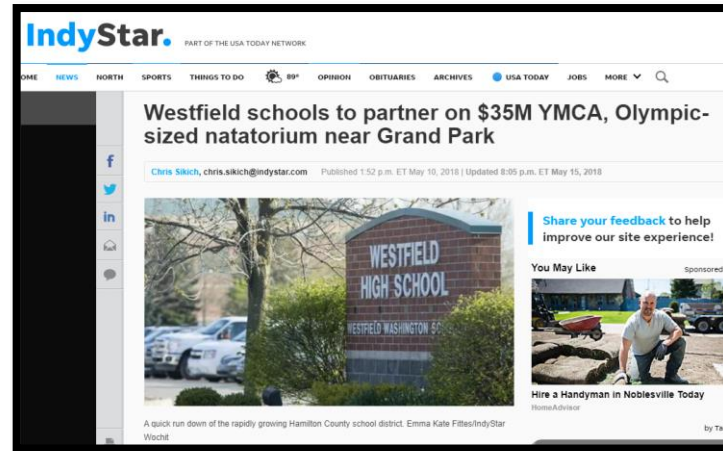 IndyStar.
PART OF THE USA TODAY NETWORK
OME NEWS NORTH SPORTS THINGS TO DO 89° OPINION OBITUARIES ARCHIVES USA TODAY JOBS MORE
Westfield schools to partner on $35M YMCA, Olympic-
sized natatorium near Grand Park
Chris Sikich, chris.sikich@indystar.com Published 1:52 p.m. ET May 10, 2018 | Updated 8:05 p.m. ET May 15, 2018
f
in
WESTFIELD
HIGH SCHOOL
WESTFIELD WASHINGTON SC
A quick run down of the rapidly growing Hamilton County school district. Emma Kate Fittes/IndyStar
Wochit
Share your feedback to help
improve our site experience!
You May Like Sponsored
Hire a Handyman in Noblesville Today
HomeAdvisor
by Ta